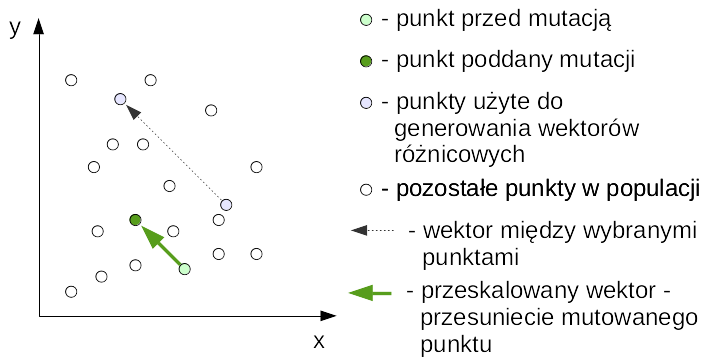 y
- punkt przed mutacją
- punkt poddany mutacji
- punkty użyte do
generowania wektorów
różnicowych
- pozostałe punkty w populacji
- wektor między wybranymi
punktami
- przeskalowany wektor -
przesuniecie mutowanego
punktu
x